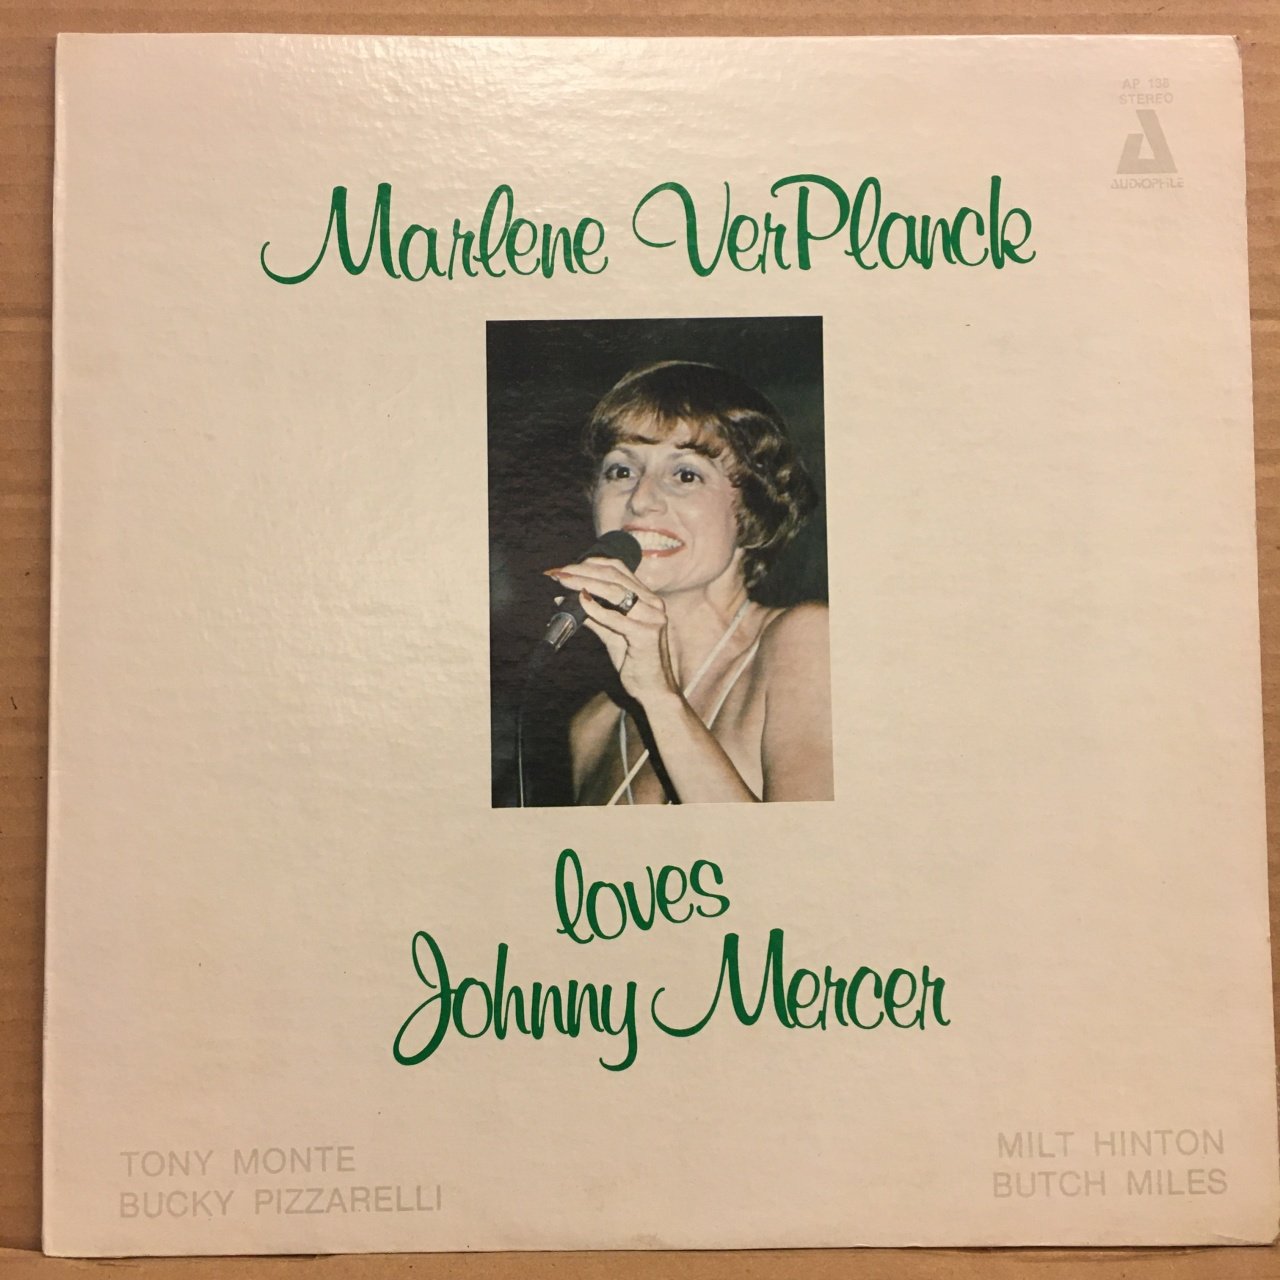 AP 138
STEREO
AUDIOPHILE
Marlene VerPlanck
loves
Johnny Mercer
TONY MONTE
BUCKY PIZZARELLI
MILT HINTON
BUTCH MILES